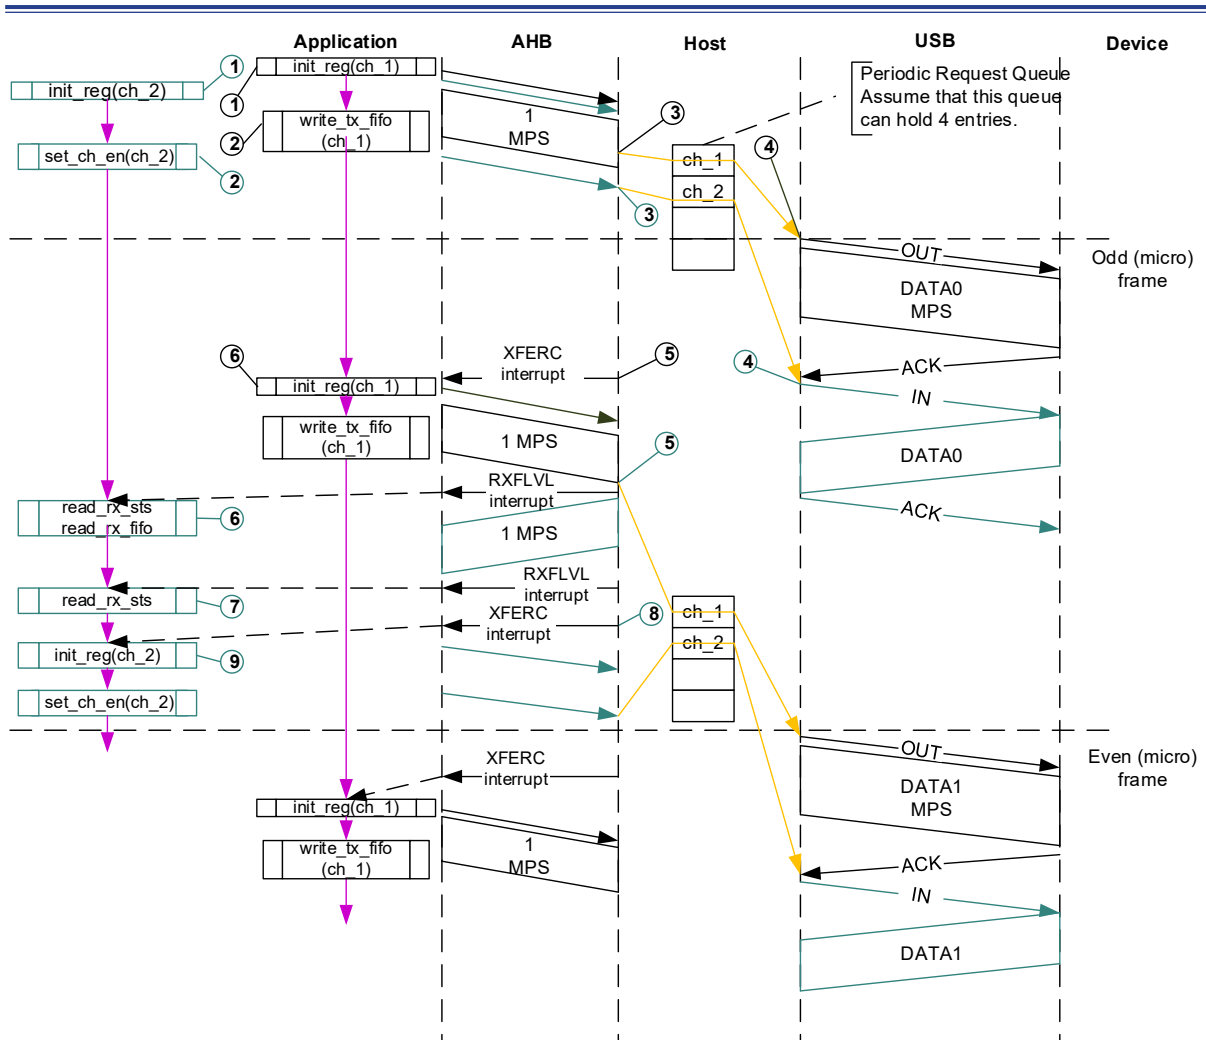 Application
AHB
Host
USB
Device
1
init_reg(ch_1)
init_reg(ch_2)
1
Periodic Request Queue
Assume that this queue
can hold 4 entries.
2
write_tx_fifo
(ch_1)
1
MPS
3
4
set_ch_en(ch_2)
2
ch_1
ch_2
3
OUT
Odd (micro)
frame
DATA0
MPS
6
XFERC
interrupt
5
4
ACK
init_reg(ch_1)
IN
write_tx_fifo
(ch_1)
1 MPS
5
DATA0
RXFLVL
interrupt
read_rx_sts
read_rx_fifo
6
1 MPS
ACK
RXFLVL
interrupt
read_rx_sts
7
XFERC
interrupt
8
ch_1
init_reg(ch_2)
9
ch_2
set_ch_en(ch_2)
OUT
Even (micro)
frame
XFERC
interrupt
DATA1
MPS
init_reg(ch_1)
write_tx_fifo
(ch_1)
1
MPS
ACK
IN
DATA1